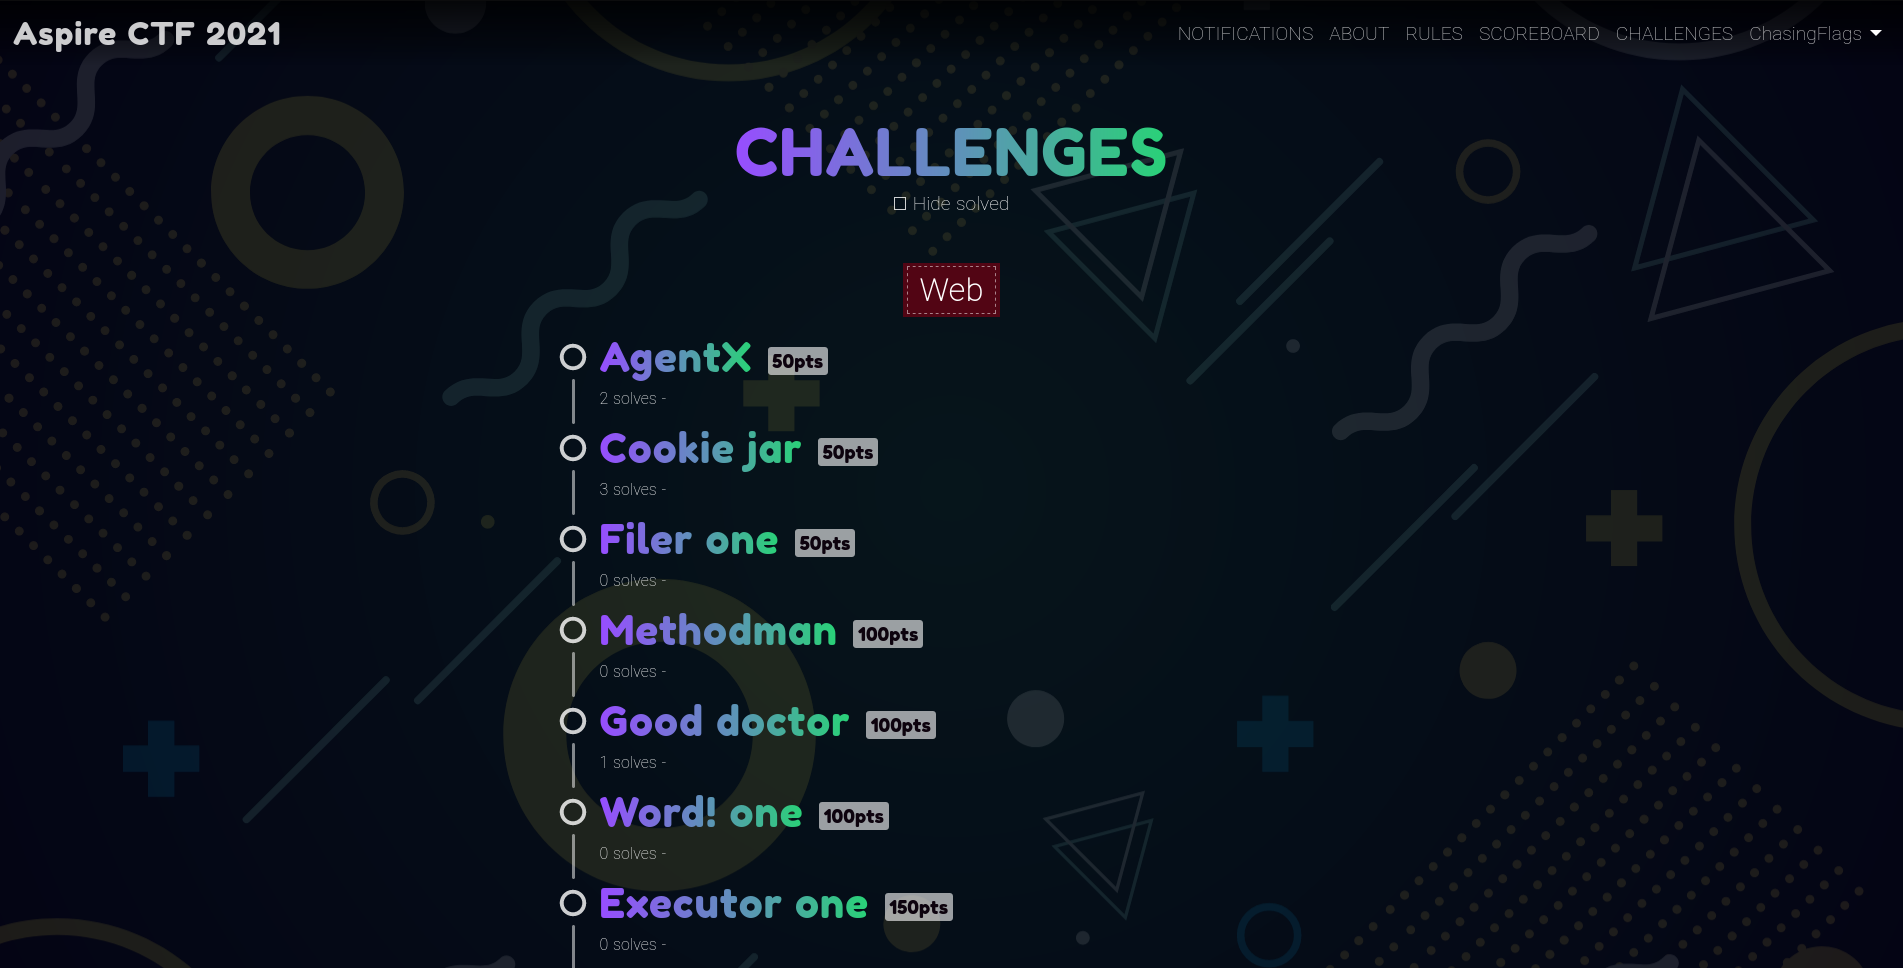 Aspire CTF 2021
NOTIFICATIONS ABOUT RULES SCOREBOARD CHALLENGES ChasingFlags
CHALLENGES
Hide solved
Web
AgentX 50pts
2 solves -
Cookie jar 50pts
3 solves -
Filer one 50pts
0 solves -
Methodman 100pts
0 solves -
Good doctor 100pts
1 solves -
Word! one 100pts
0 solves -
Executor one 150pts
0 solves -